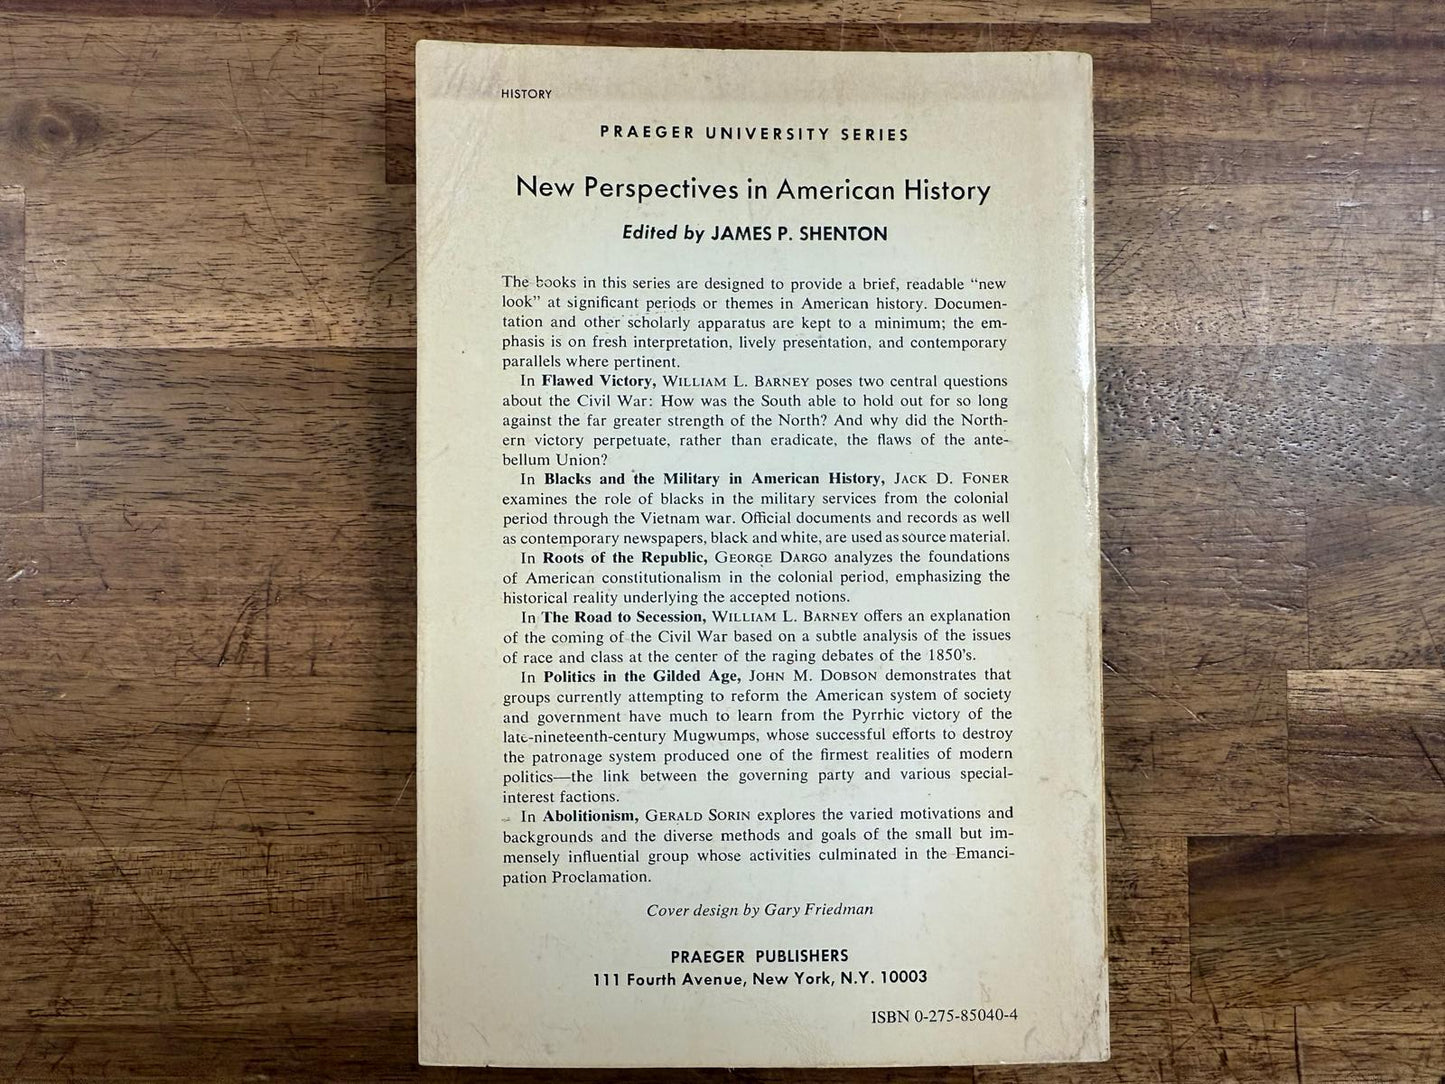 HISTORY
PRAEGER UNIVERSITY SERIES
New Perspectives in American History
Edited by JAMES P. SHENTON
The books in this series are designed to provide a brief, readable “new
look” at significant periods or themes in American history. Documen-
tation and other scholarly apparatus are kept to a minimum; the em-
phasis is on fresh interpretation, lively presentation, and contemporary
parallels where pertinent.
In Flawed Victory, WILLIAM L. BARNEY poses two central questions
about the Civil War: How was the South able to hold out for so long
against the far greater strength of the North? And why did the North-
ern victory perpetuate, rather than eradicate, the flaws of the ante-
bellum Union?
In Blacks and the Military in American History, JACK D. FONER
examines the role of blacks in the military services from the colonial
period through the Vietnam war. Official documents and records as well
as contemporary newspapers, black and white, are used as source material.
In Roots of the Republic, GEORGE DARGO analyzes the foundations
of American constitutionalism in the colonial period, emphasizing the
historical reality underlying the accepted notions.
In The Road to Secession, WILLIAM L. BARNEY offers an explanation
of the coming of the Civil War based on a subtle analysis of the issues
of race and class at the center of the raging debates of the 1850's.
In Politics in the Gilded Age, JOHN M. DOBSON demonstrates that
groups currently attempting to reform the American system of society
and government have much to learn from the Pyrrhic victory of the
late-nineteenth-century Mugwumps, whose successful efforts to destroy
the patronage system produced one of the firmest realities of modern
politics—the link between the governing party and various special-
interest factions.
In Abolitionism, GERALD SORIN explores the varied motivations and
backgrounds and the diverse methods and goals of the small but im-
mensely influential group whose activities culminated in the Emanci-
pation Proclamation.
Cover design by Gary Friedman
PRAEGER PUBLISHERS
111 Fourth Avenue, New York, N.Y. 10003
ISBN 0-275-85040-4